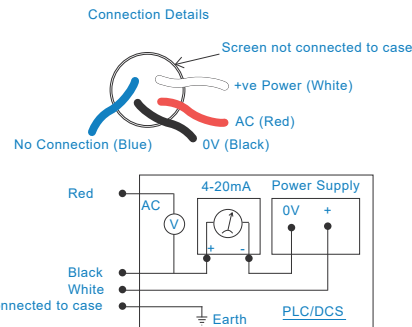 Connection Details
Screen not connected to case
+ve Power (White)
AC (Red)
No Connection (Blue)
0V (Black)
Red
AC
V
4-20mA
+ -
Power Supply
0V +
Black
White
connected to case
Earth
PLC/DCS